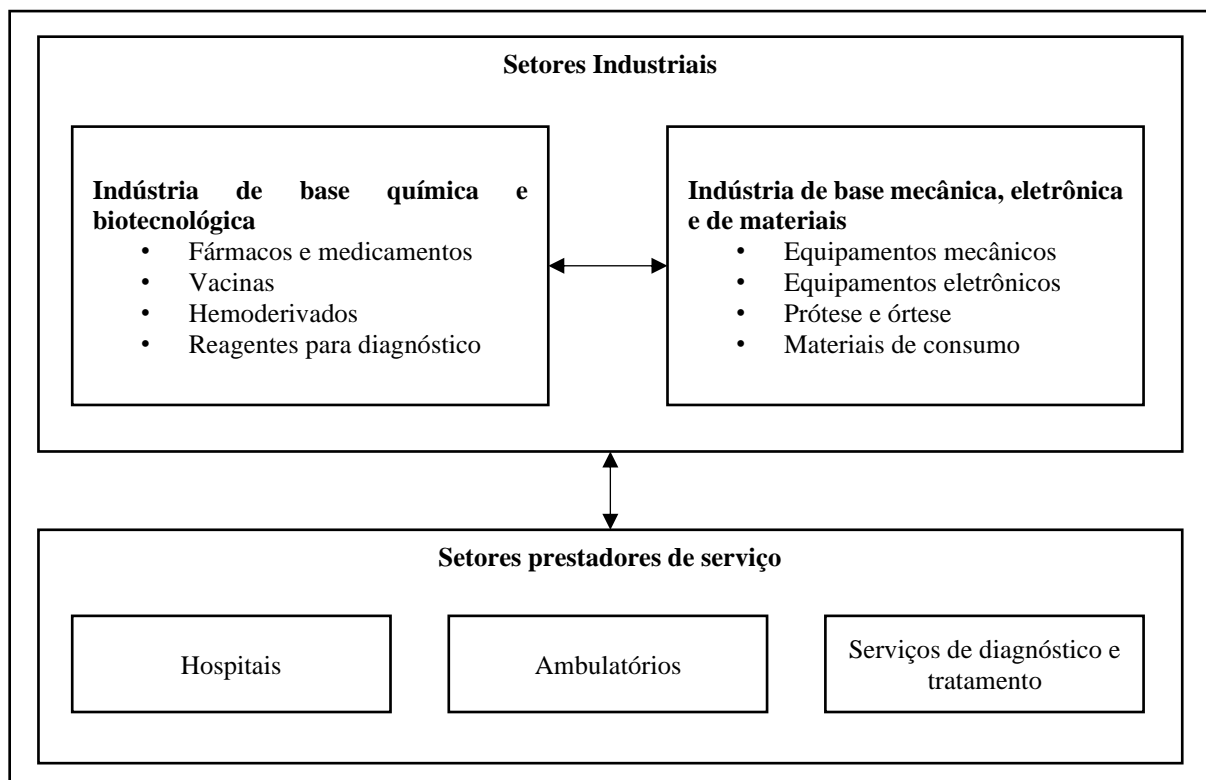 Setores Industriais
Indústria de base química e
biotecnológica
• Fármacos e medicamentos
• Vacinas
• Hemoderivados
• Reagentes para diagnóstico
Indústria de base mecânica, eletrônica
e de materiais
• Equipamentos mecânicos
• Equipamentos eletrônicos
• Prótese e órtese
• Materiais de consumo
Setores prestadores de serviço
Hospitais
Ambulatórios
Serviços de diagnóstico e
tratamento